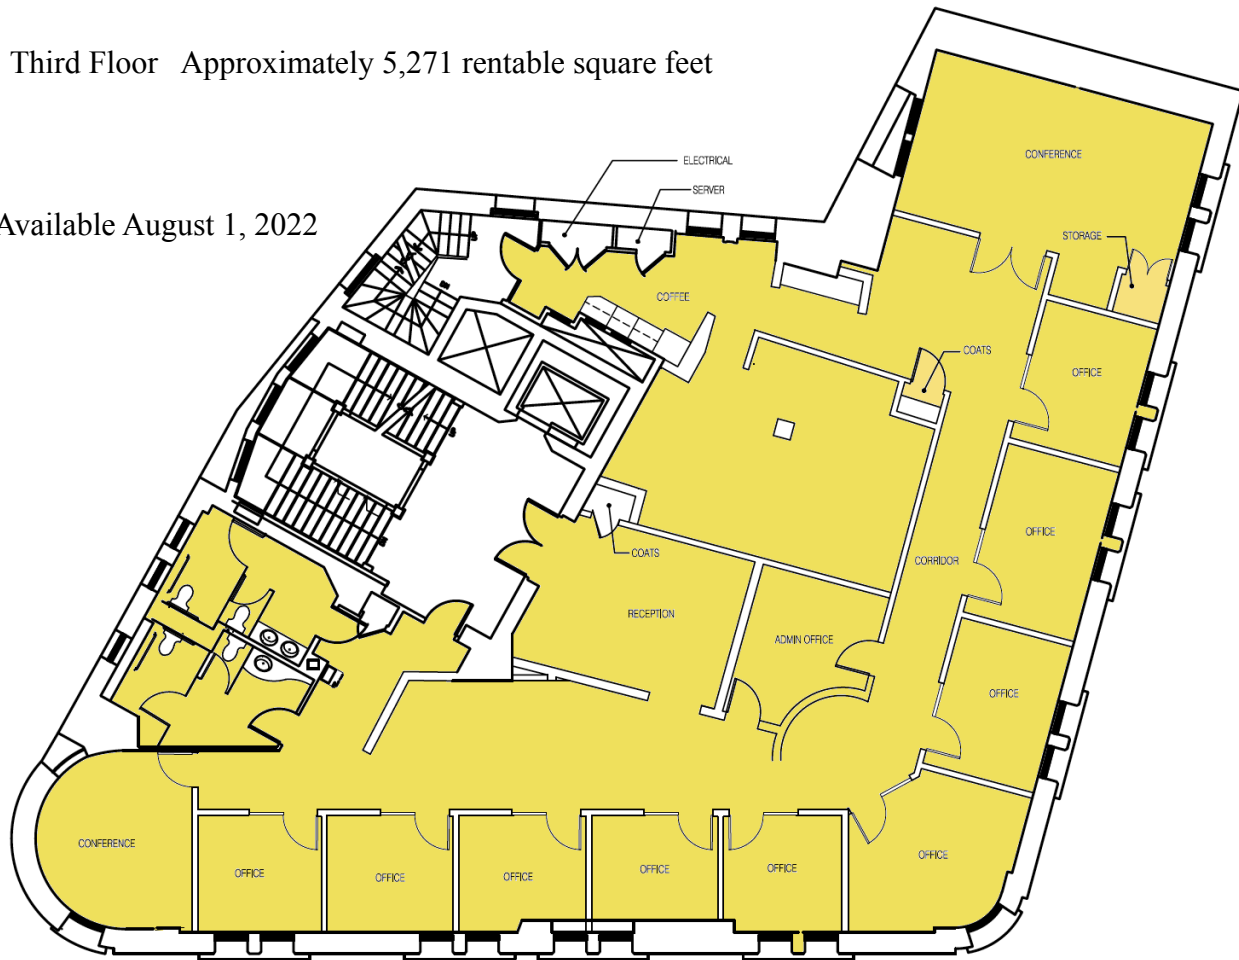 Third Floor   Approximately 5,271 rentable square feet
CONFERENCE
ELECTRICAL
SERVER
Available August 1, 2022
STORAGE
COFFEE
COATS
OFFICE
OFFICE
COATS
CORRIDOR
RECEPTION
ADMIN OFFICE
OFFICE
CONFERENCE
OFFICE
OFFICE
OFFICE
OFFICE
OFFICE
OFFICE